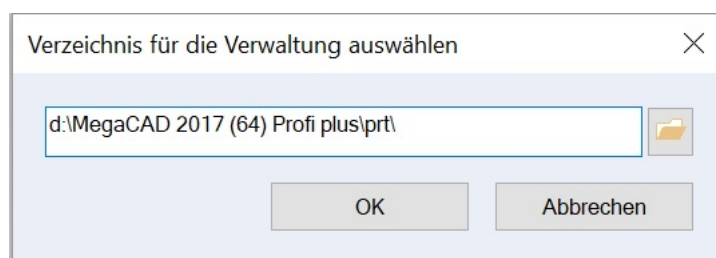 Verzeichnis für die Verwaltung auswählen
d:\MegaCAD 2017 (64) Profi plus\prt\
OK
Abbrechen